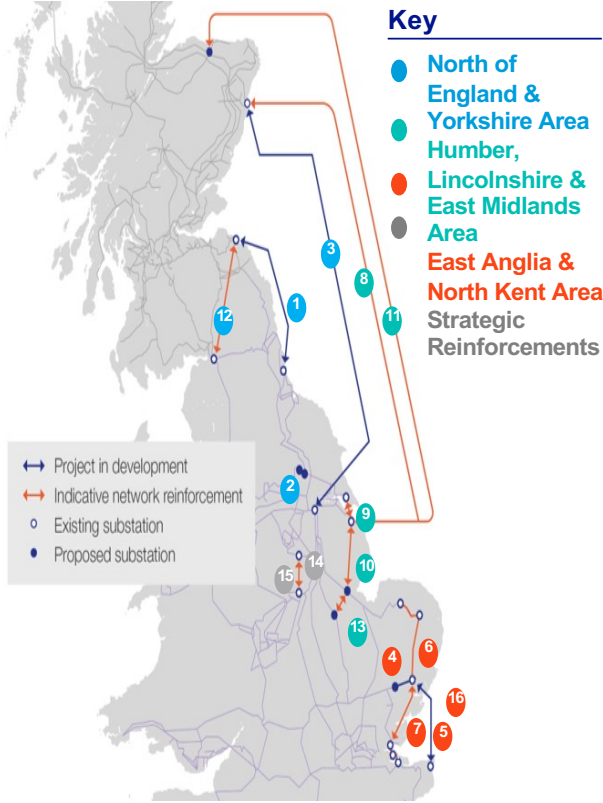 Key
North of
England &
Yorkshire Area
Humber,
Lincolnshire &
East Midlands
Area
East Anglia &
North Kent Area
Strategic
Reinforcements
3
8
1
11
12
Project in development
Indicative network reinforcement
Existing substation
Proposed substation
2
9
14
10
15
13
6
4
16
7
5